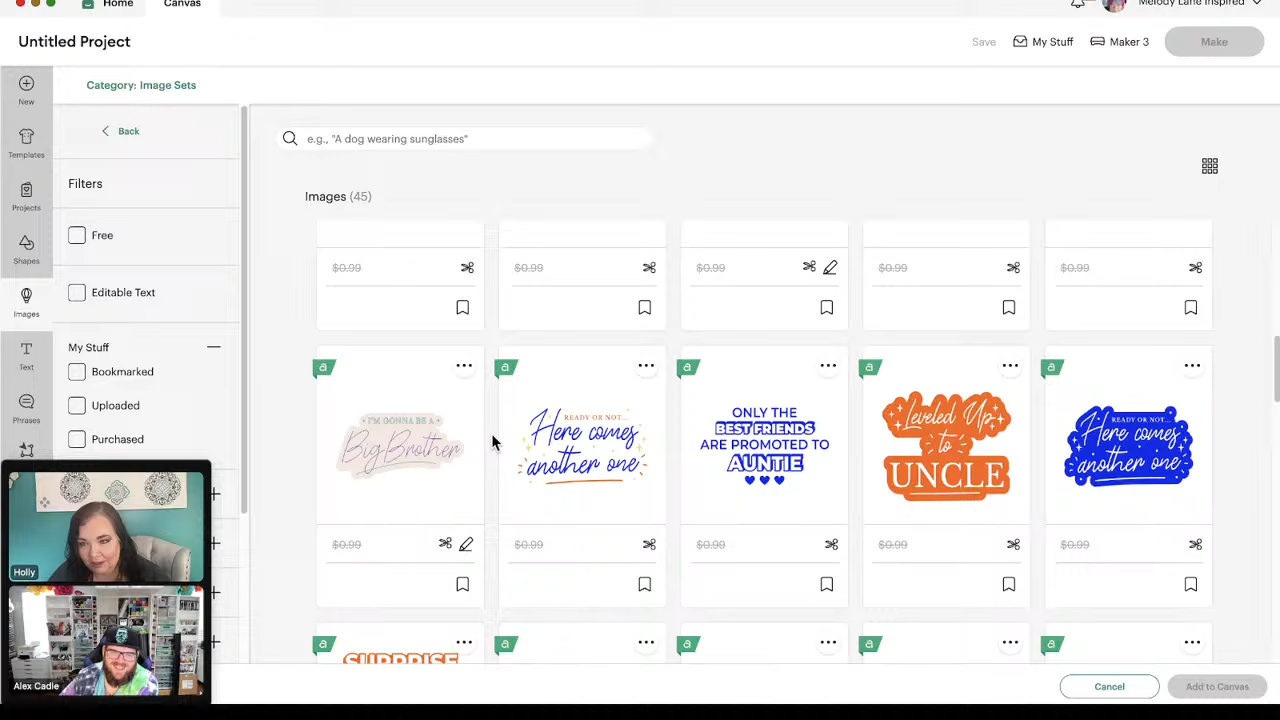 Home
Canvas
Melody Lane Inspired
Untitled Project
Save
My Stuff
Maker 3
Make
New
Templates
Projects
Shapes
Images
Text
Phrases
Category: Image Sets
Back
Filters
Free
Editable Text
My Stuff
Bookmarked
Uploaded
Purchased
e.g., "A dog wearing sunglasses"
Images (45)
$0.99
$0.99
$0.99
$0.99
$0.99
a
I'M GONNA BE A
Big Brother
a
READY OR NOT...
Here comes
another one
a
ONLY THE
BEST FRIENDS
ARE PROMOTED TO
AUNTIE
a
Leveled Up
to
UNCLE
a
READY OR NOT...
Here comes
another one
$0.99
$0.99
$0.99
$0.99
$0.99
a
SURPRISE
a
a
a
a
Holly
Alex Cadle
Cancel
Add to Canvas